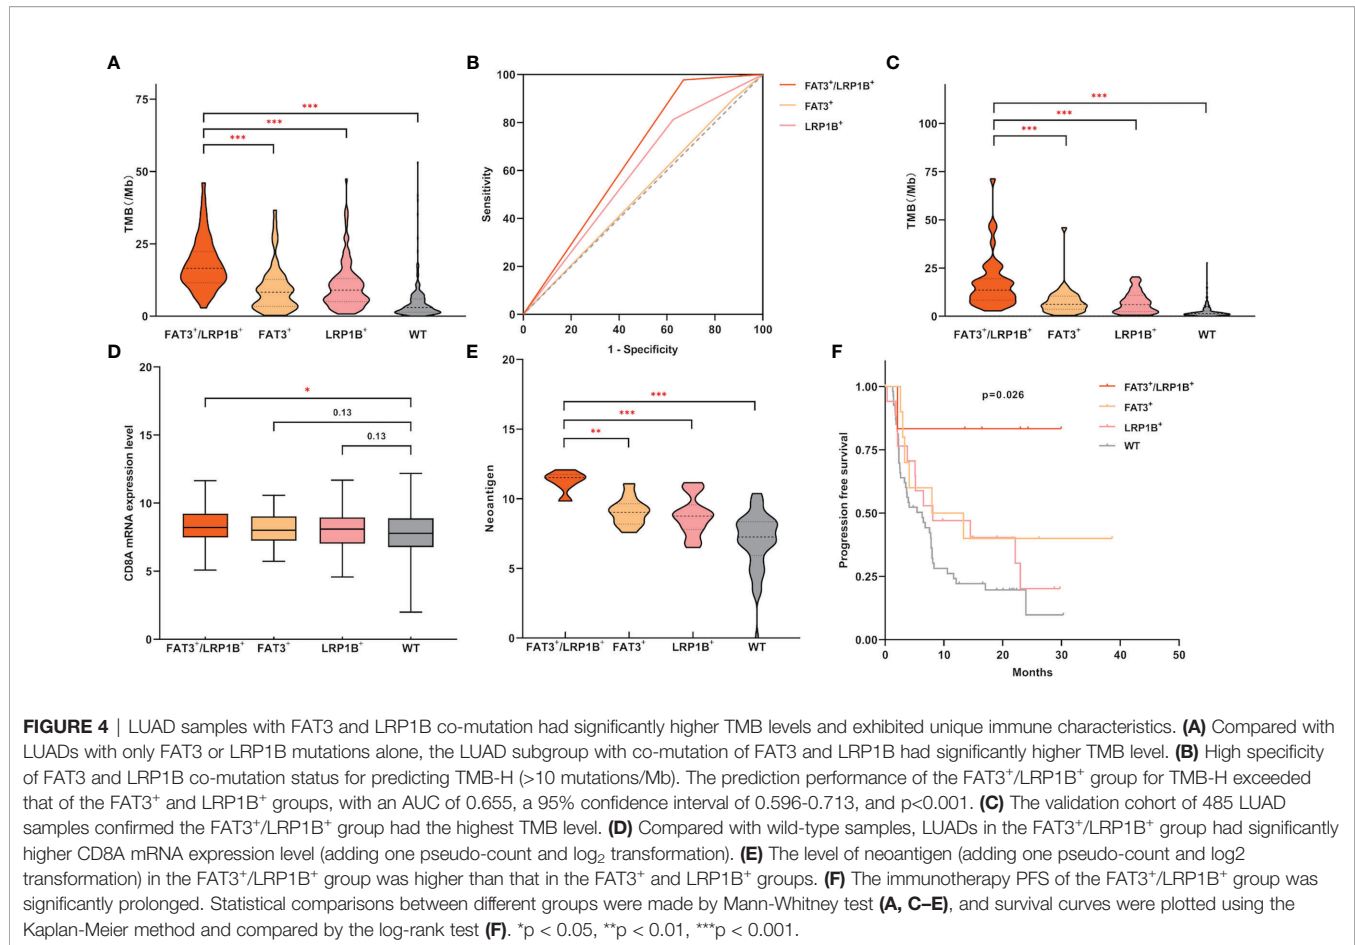 A
TMB(/Mb)
75
50
25
0
***
***
***
FAT3⁺/LRP1B⁺ FAT3⁺ LRP1B⁺ WT
B
Sensitivity
100
80
60
40
20
0
0 20 40 60 80 100
1 - Specificity
FAT3⁺/LRP1B⁺
FAT3⁺
LRP1B⁺
C
TMB(/Mb)
100
75
50
25
0
***
***
***
FAT3⁺/LRP1B⁺ FAT3⁺ LRP1B⁺ WT
D
CD8A mRNA expression level
20
15
10
5
0
*
0.13
0.13
FAT3⁺/LRP1B⁺ FAT3⁺ LRP1B⁺ WT
E
Neoantigen
20
15
10
5
0
***
***
**
FAT3⁺/LRP1B⁺ FAT3⁺ LRP1B⁺ WT
F
Progression free survival
1.00
0.75
0.50
0.25
0.00
p=0.026
0 10 20 30 40 50
Months
FAT3⁺/LRP1B⁺
FAT3⁺
LRP1B⁺
WT
FIGURE 4 | LUAD samples with FAT3 and LRP1B co-mutation had significantly higher TMB levels and exhibited unique immune characteristics. (A) Compared with
LUADs with only FAT3 or LRP1B mutations alone, the LUAD subgroup with co-mutation of FAT3 and LRP1B had significantly higher TMB level. (B) High specificity
of FAT3 and LRP1B co-mutation status for predicting TMB-H (>10 mutations/Mb). The prediction performance of the FAT3⁺/LRP1B⁺ group for TMB-H exceeded
that of the FAT3⁺ and LRP1B⁺ groups, with an AUC of 0.655, a 95% confidence interval of 0.596-0.713, and p<0.001. (C) The validation cohort of 485 LUAD
samples confirmed the FAT3⁺/LRP1B⁺ group had the highest TMB level. (D) Compared with wild-type samples, LUADs in the FAT3⁺/LRP1B⁺ group had significantly
higher CD8A mRNA expression level (adding one pseudo-count and log₂ transformation). (E) The level of neoantigen (adding one pseudo-count and log2
transformation) in the FAT3⁺/LRP1B⁺ group was higher than that in the FAT3⁺ and LRP1B⁺ groups. (F) The immunotherapy PFS of the FAT3⁺/LRP1B⁺ group was
significantly prolonged. Statistical comparisons between different groups were made by Mann-Whitney test (A, C–E), and survival curves were plotted using the
Kaplan-Meier method and compared by the log-rank test (F). *p < 0.05, **p < 0.01, ***p < 0.001.